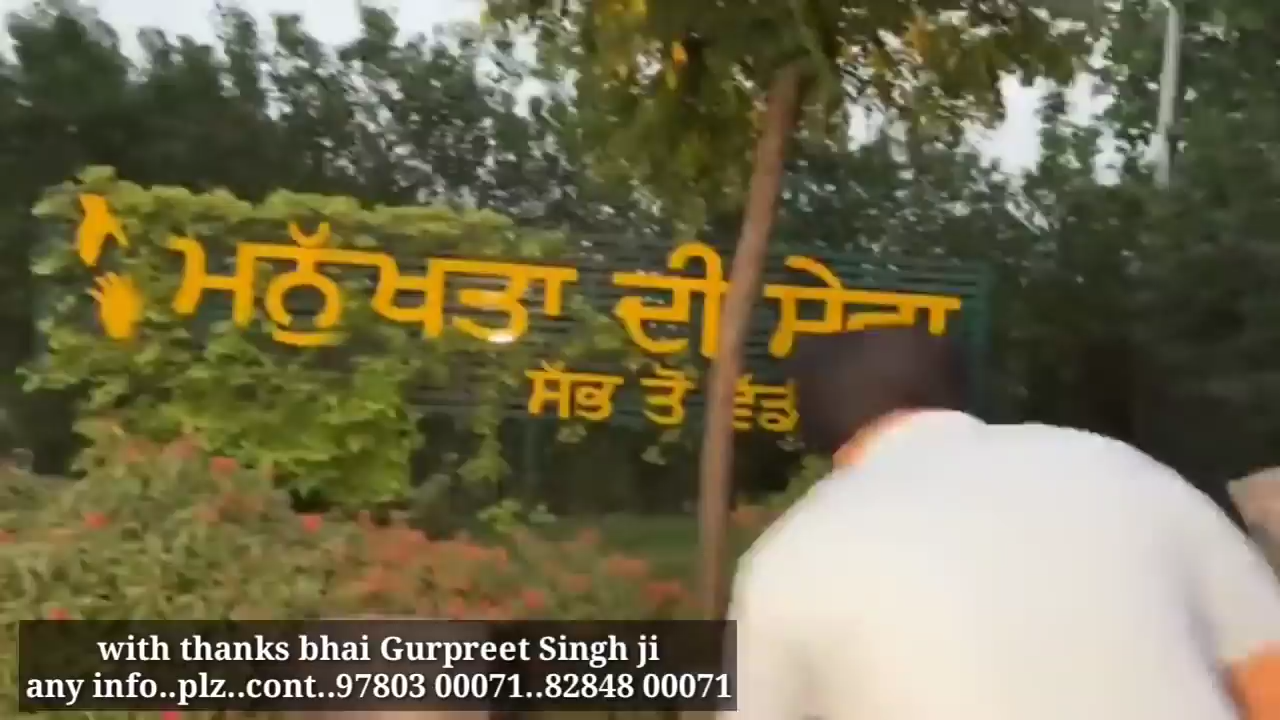 ਮਨੁੱਖਤਾ ਦੀ ਸੇਵਾ
ਸੱਭ ਤੋਂ ਵੱਡੀ
with thanks bhai Gurpreet Singh ji
any info..plz..cont..97803 00071..82848 00071